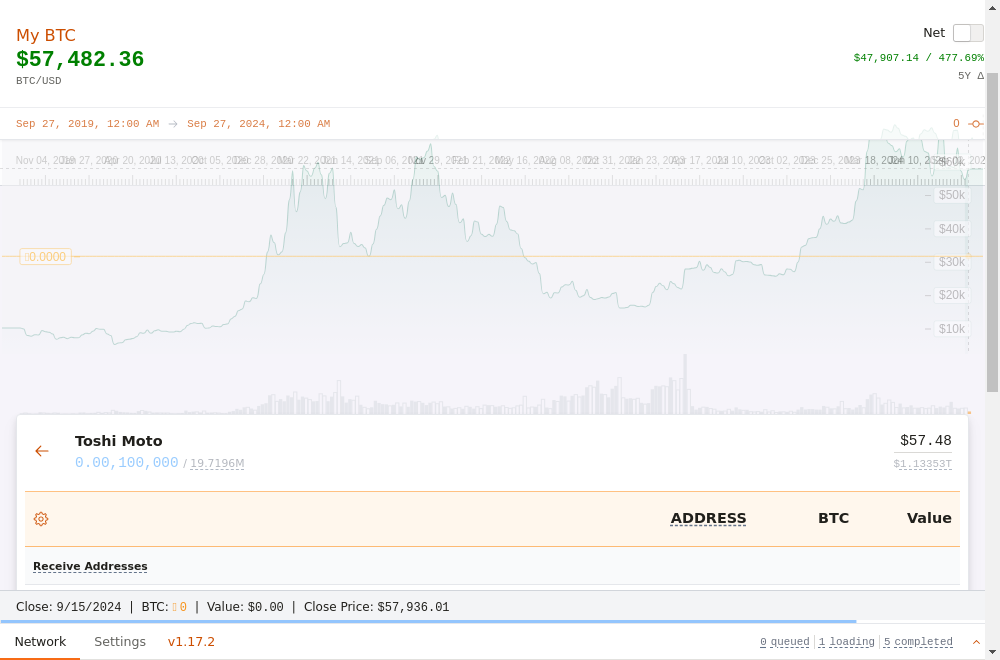 My BTC
Net
$57,482.36
$47,907.14 / 477.69%
BTC/USD
5Y Δ
Sep 27, 2019, 12:00 AM → Sep 27, 2024, 12:00 AM
0
Nov 04, 2019
$60k
$50k
$40k
0.0000
$30k
$20k
$10k
Toshi Moto
$57.48
0.00,100,000 / 19.7196M
$1.13353T
ADDRESS BTC Value
Receive Addresses
Close: 9/15/2024 | BTC: 0 | Value: $0.00 | Close Price: $57,936.01
Network Settings v1.17.2
0 queued 1 loading 5 completed